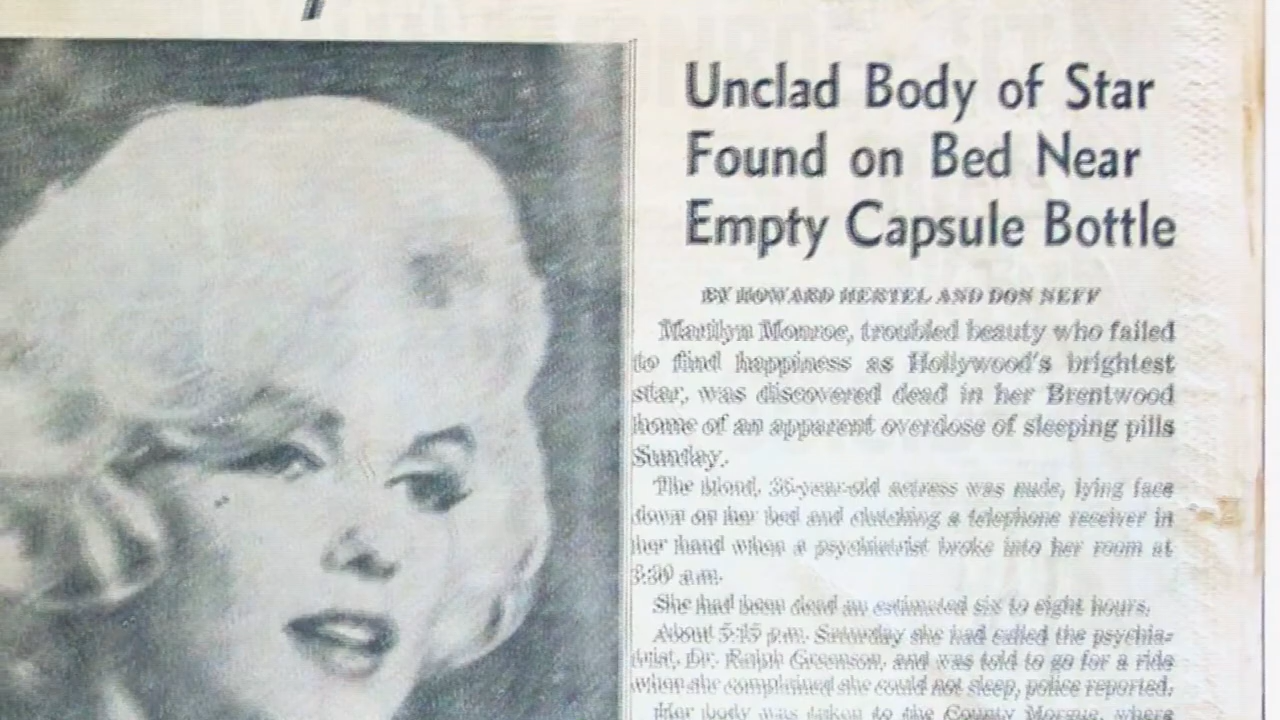 Unclad Body of Star
Found on Bed Near
Empty Capsule Bottle
BY HOWARD HERTEL AND DON NEFF
Marilyn Monroe, troubled beauty who failed
to find happiness as Hollywood's brightest
star, was discovered dead in her Brentwood
home of an apparent overdose of sleeping pills
Sunday.
The blond, 36-year-old actress was nude, lying face
down on her bed and clutching a telephone receiver in
her hand when a psychiatrist broke into her room at
3:30 a.m.
She had been dead an estimated six to eight hours.
About 5:15 p.m. Saturday she had called the psychia-
trist, Dr. Ralph Greenson, and was told to go for a ride
when she complained she could not sleep, police reported.
Her body was taken to the County Morgue, where